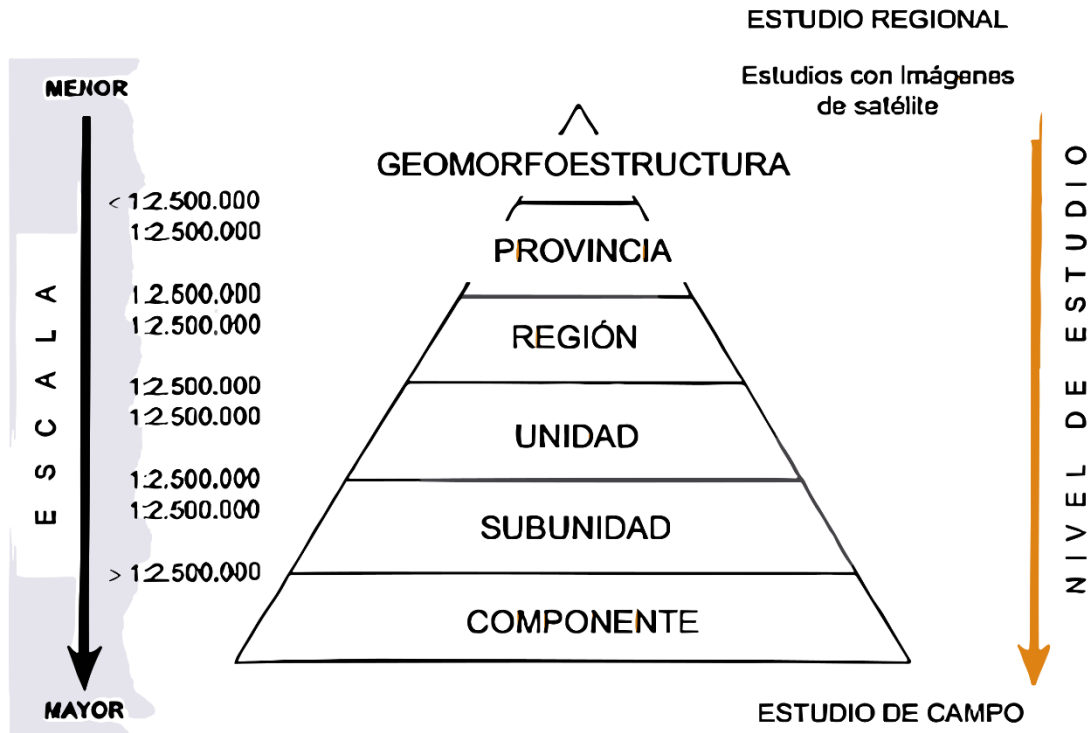 ESTUDIO REGIONAL
Estudios con Imágenes
de satélite
MENOR
GEOMORFOESTRUCTURA
< 1:2.500.000
1:2.500.000
PROVINCIA
1:2.500.000
1:2.500.000
REGIÓN
1:2.500.000
1:2.500.000
UNIDAD
1:2.500.000
1:2.500.000
SUBUNIDAD
> 1:2.500.000
COMPONENTE
MAYOR
ESTUDIO DE CAMPO
ESCALA
NIVEL DE ESTUDIO